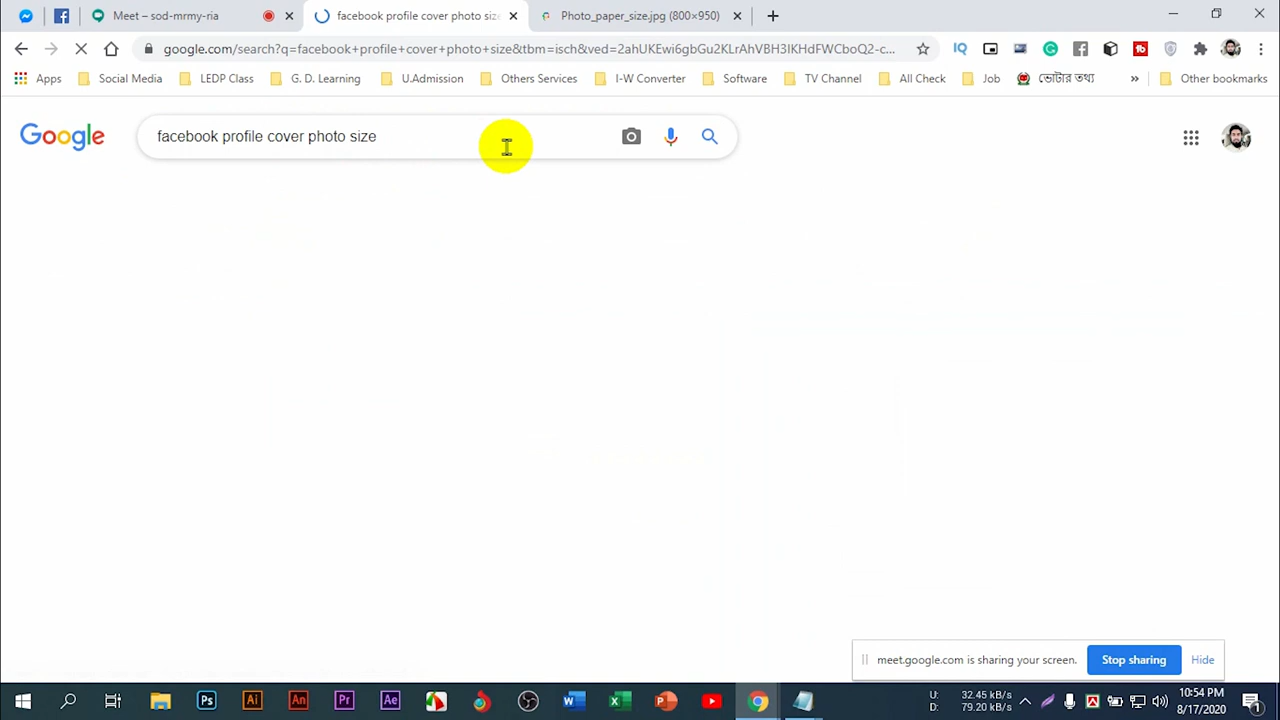 Meet – sod-mrmy-ria
facebook profile cover photo size
Photo_paper_size.jpg (800×950)
google.com/search?q=facebook+profile+cover+photo+size&tbm=isch&ved=2ahUKEwi6gbGu2KLrAhVBH3IKHdFWCboQ2-c...
Apps
Social Media
LEDP Class
G. D. Learning
U.Admission
Others Service
I-W Converter
Software
TV Channel
All Check
Job
ভোটার তথ্য
»
Other bookmarks
Google
facebook profile cover photo size
meet.google.com is sharing your screen.
Stop sharing
Hide
U: 32.45 kB/s
D: 79.20 kB/s
10:54 PM
8/17/2020